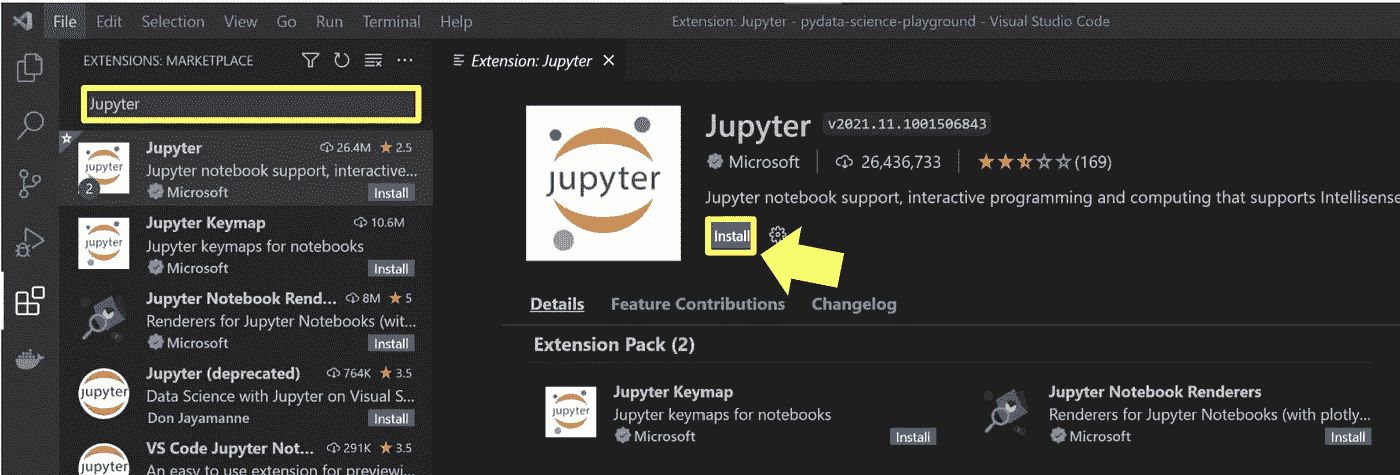 File Edit Selection View Go Run Terminal Help Extension: Jupyter - pydata-science-playground - Visual Studio Code
EXTENSIONS: MARKETPLACE
Jupyter
Jupyter 26.4M 2.5
Jupyter notebook support, interactive...
Microsoft Install
jupyter
2
Jupyter Keymap 10.6M
Jupyter keymaps for notebooks
Microsoft Install
jupyter
Jupyter Notebook Rend... 8M 5
Renderers for Jupyter Notebooks (wit...
Microsoft Install
Jupyter (deprecated) 764K 3.5
Data Science with Jupyter on Visual S...
Don Jayamanne Install
jupyter
VS Code Jupyter Not... 291K 3.5
An easy to use extension for previewi...
jupyter
Extension: Jupyter
jupyter
Jupyter v2021.11.1001506843
Microsoft 26,436,733 (169)
Jupyter notebook support, interactive programming and computing that supports Intellisense
Install
Details Feature Contributions Changelog
Extension Pack (2)
jupyter
Jupyter Keymap
Jupyter keymaps for notebooks
Microsoft Install
Jupyter Notebook Renderers
Renderers for Jupyter Notebooks (with plotly...
Microsoft Install